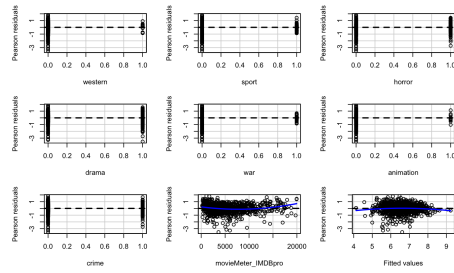 Pearson residuals
-3 -1 1
0.0 0.2 0.4 0.6 0.8 1.0
western
Pearson residuals
-3 -1 1
0.0 0.2 0.4 0.6 0.8 1.0
sport
Pearson residuals
-3 -1 1
0.0 0.2 0.4 0.6 0.8 1.0
horror
Pearson residuals
-3 -1 1
0.0 0.2 0.4 0.6 0.8 1.0
drama
Pearson residuals
-3 -1 1
0.0 0.2 0.4 0.6 0.8 1.0
war
Pearson residuals
-3 -1 1
0.0 0.2 0.4 0.6 0.8 1.0
animation
Pearson residuals
-3 -1 1
0.0 0.2 0.4 0.6 0.8 1.0
crime
Pearson residuals
-3 -1 1
0 5000 10000 20000
movieMeter_IMDBpro
Pearson residuals
-3 -1 1
4 5 6 7 8 9
Fitted values